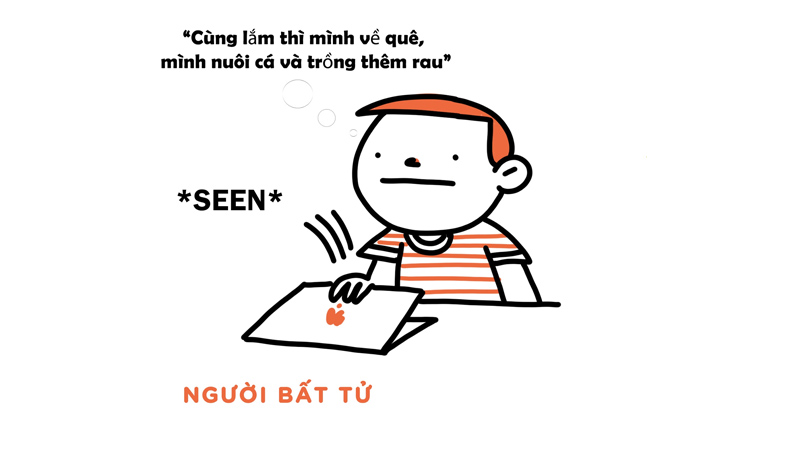 “Cùng lắm thì mình về quê,
mình nuôi cá và trồng thêm rau”
*SEEN*
NGƯỜI BẤT TỬ